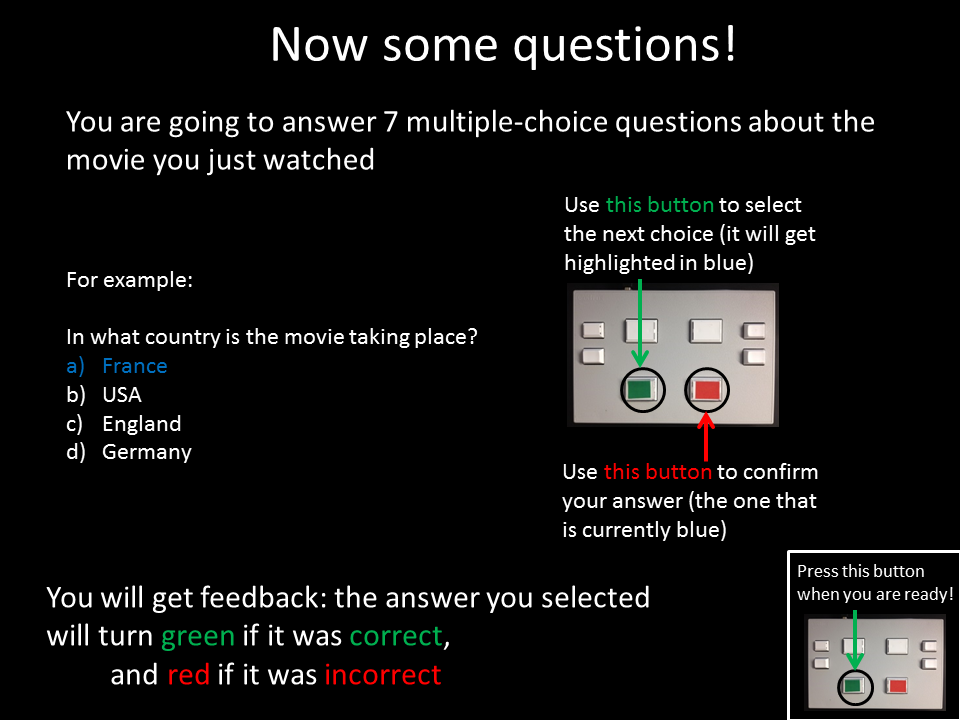 Now some questions!
You are going to answer 7 multiple-choice questions about the
movie you just watched
Use this button to select
the next choice (it will get
highlighted in blue)
For example:
In what country is the movie taking place?
a) France
b) USA
c) England
d) Germany
Use this button to confirm
your answer (the one that
is currently blue)
You will get feedback: the answer you selected
will turn green if it was correct,
and red if it was incorrect
Press this button
when you are ready!